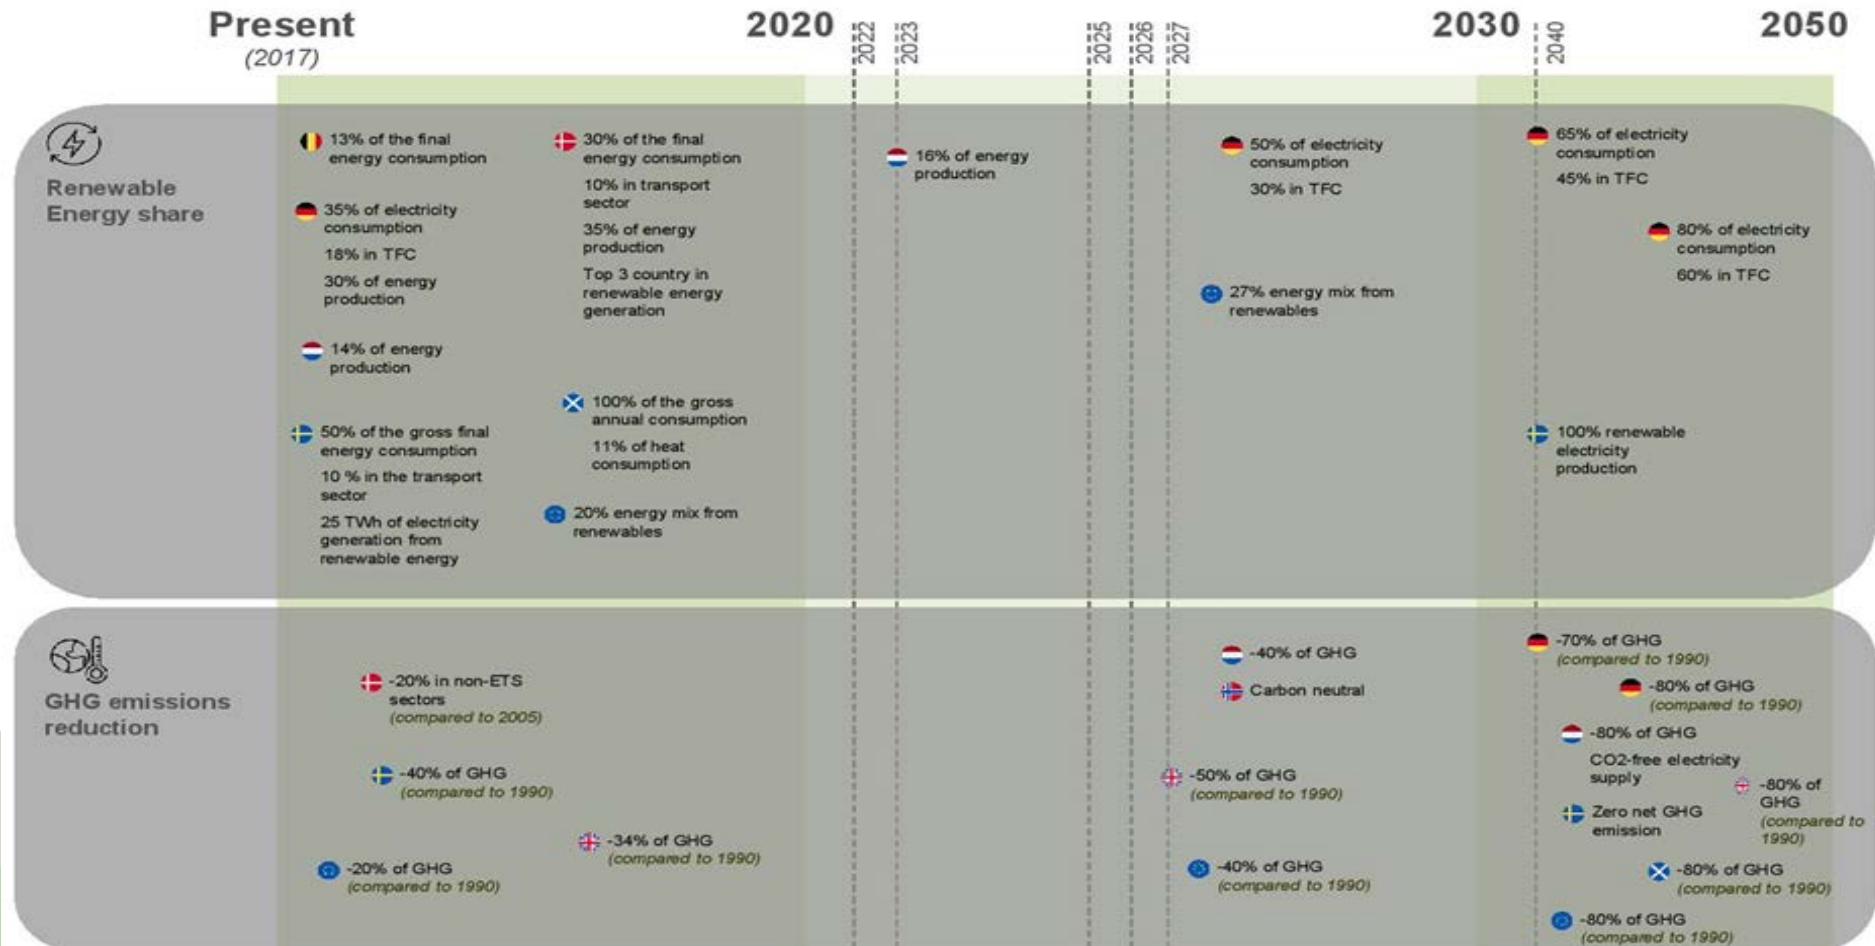 Present
(2017)
2020
2022
2023
2025
2026
2027
2030
2040
2050
Renewable
Energy share
13% of the final
energy consumption
35% of electricity
consumption
18% in TFC
30% of energy
production
14% of energy
production
50% of the gross final
energy consumption
10 % in the transport
sector
25 TWh of electricity
generation from
renewable energy
30% of the final
energy consumption
10% in transport
sector
35% of energy
production
Top 3 country in
renewable energy
generation
100% of the gross
annual consumption
11% of heat
consumption
20% energy mix from
renewables
16% of energy
production
50% of electricity
consumption
30% in TFC
27% energy mix from
renewables
65% of electricity
consumption
45% in TFC
80% of electricity
consumption
60% in TFC
100% renewable
electricity
production
GHG emissions
reduction
-20% in non-ETS
sectors
(compared to 2005)
-40% of GHG
(compared to 1990)
-34% of GHG
(compared to 1990)
-20% of GHG
(compared to 1990)
-40% of GHG
Carbon neutral
-50% of GHG
(compared to 1990)
-40% of GHG
(compared to 1990)
-70% of GHG
(compared to 1990)
-80% of GHG
(compared to 1990)
-80% of GHG
CO2-free electricity
supply
-80% of
GHG
(compared to
1990)
Zero net GHG
emission
-80% of GHG
(compared to 1990)
-80% of GHG
(compared to 1990)